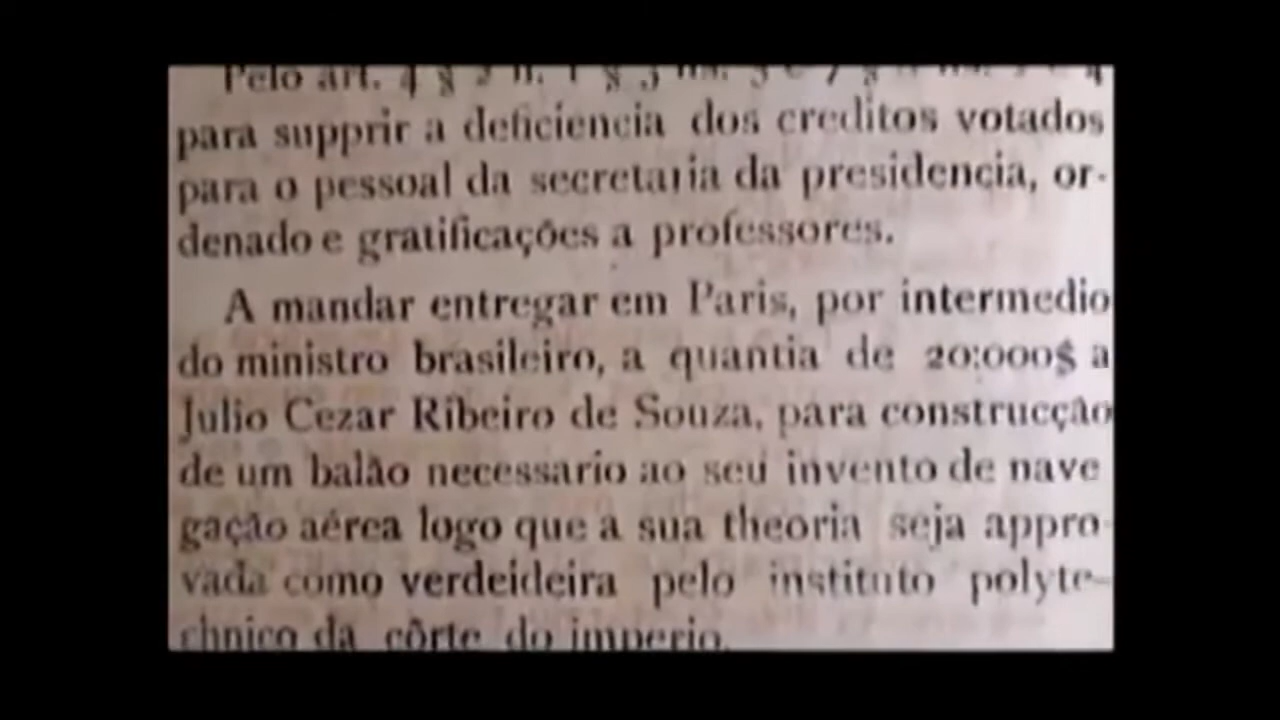 Pelo art. 4 §
para supprir a deficiencia dos creditos votados
para o pessoal da secretaria da presidencia, or-
denado e gratificações a professores.
A mandar entregar em Paris, por intermedio
do ministro brasileiro, a quantia de 20:000$ a
Julio Cezar Ribeiro de Souza, para construcção
de um balão necessario ao seu invento de nave
gação aérea logo que a sua theoria seja appro-
vada como verdeideira pelo instituto polyte-
chnico da côrte do imperio.